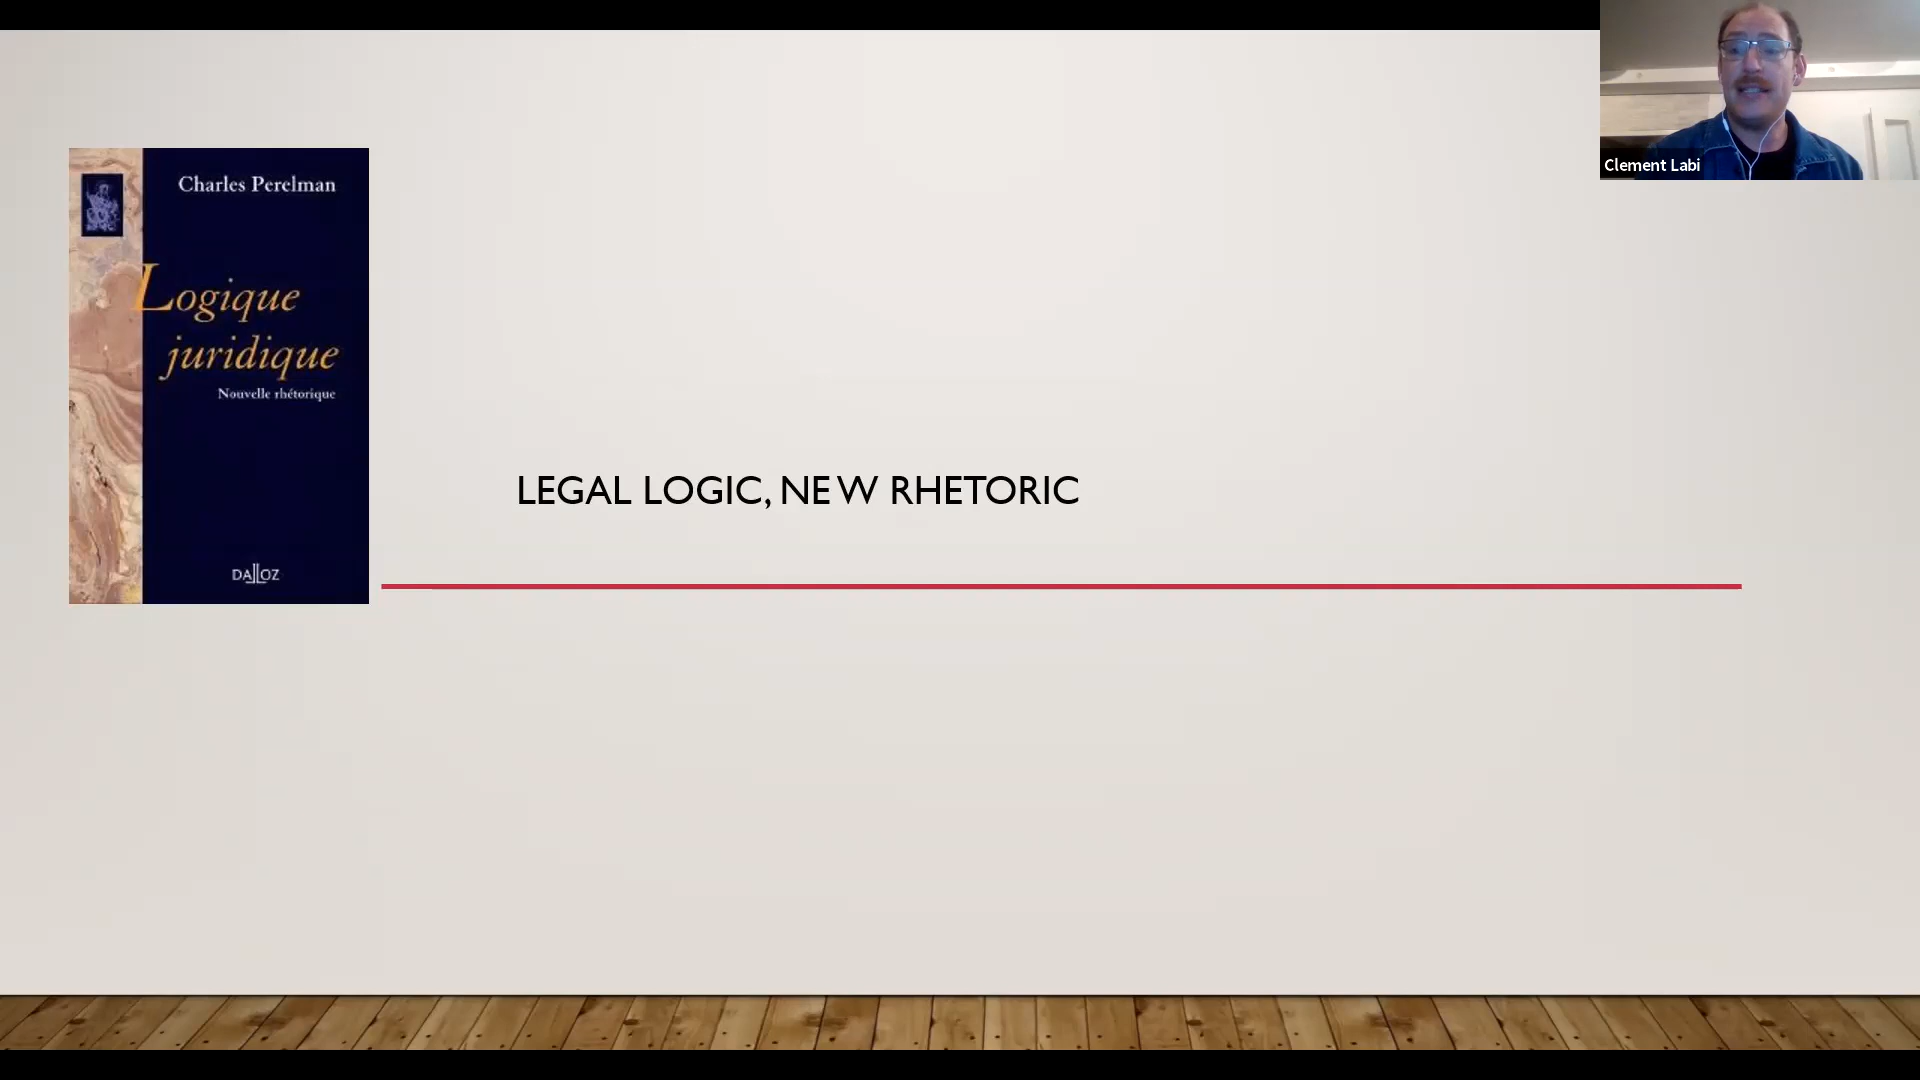 Charles Perelman
Logique
juridique
Nouvelle rhétorique
DALLOZ
LEGAL LOGIC, NEW RHETORIC
Clement Labi